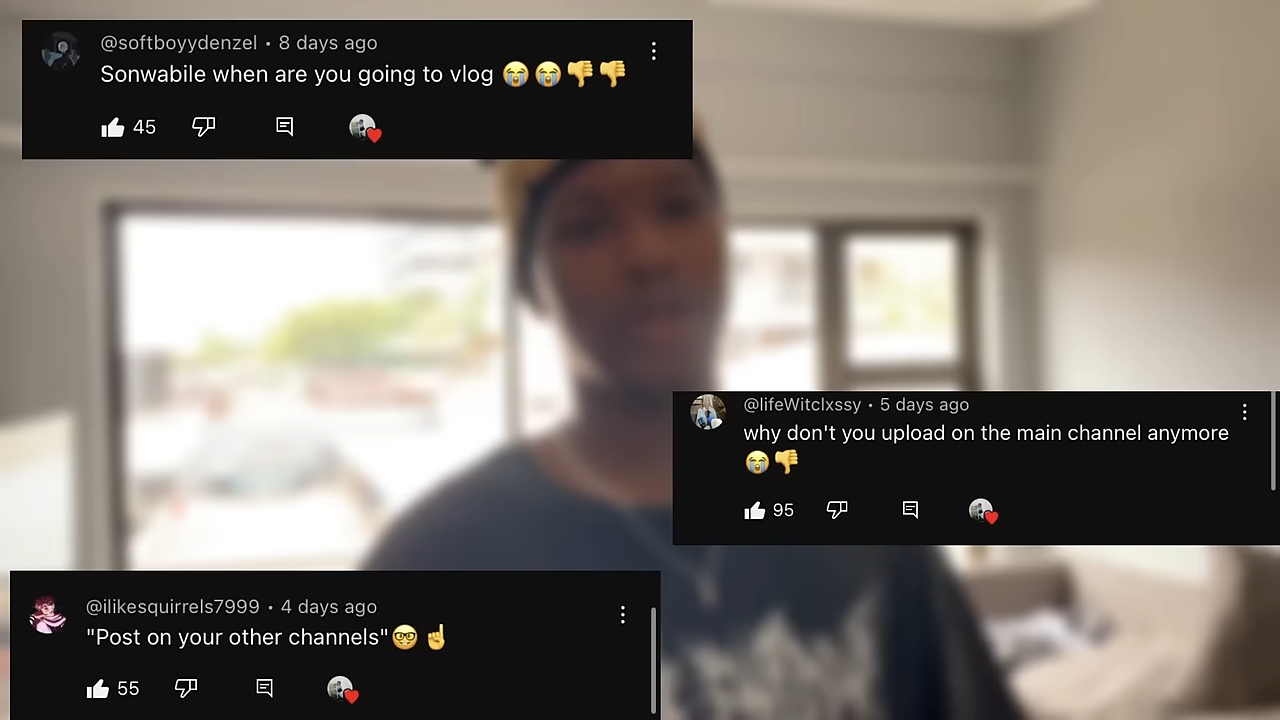 @softboyydenzel • 8 days ago
Sonwabile when are you going to vlog 😭😭👎👎
45
@lifeWitclxssy • 5 days ago
why don't you upload on the main channel anymore
😭👎
95
@ilikesquirrels7999 • 4 days ago
"Post on your other channels"🤓☝️
55